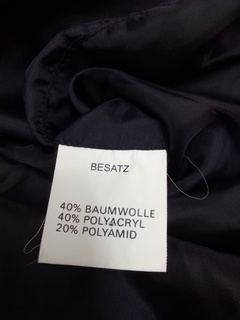 BESATZ
40% BAUMWOLLE
40% POLYACRYL
20% POLYAMID